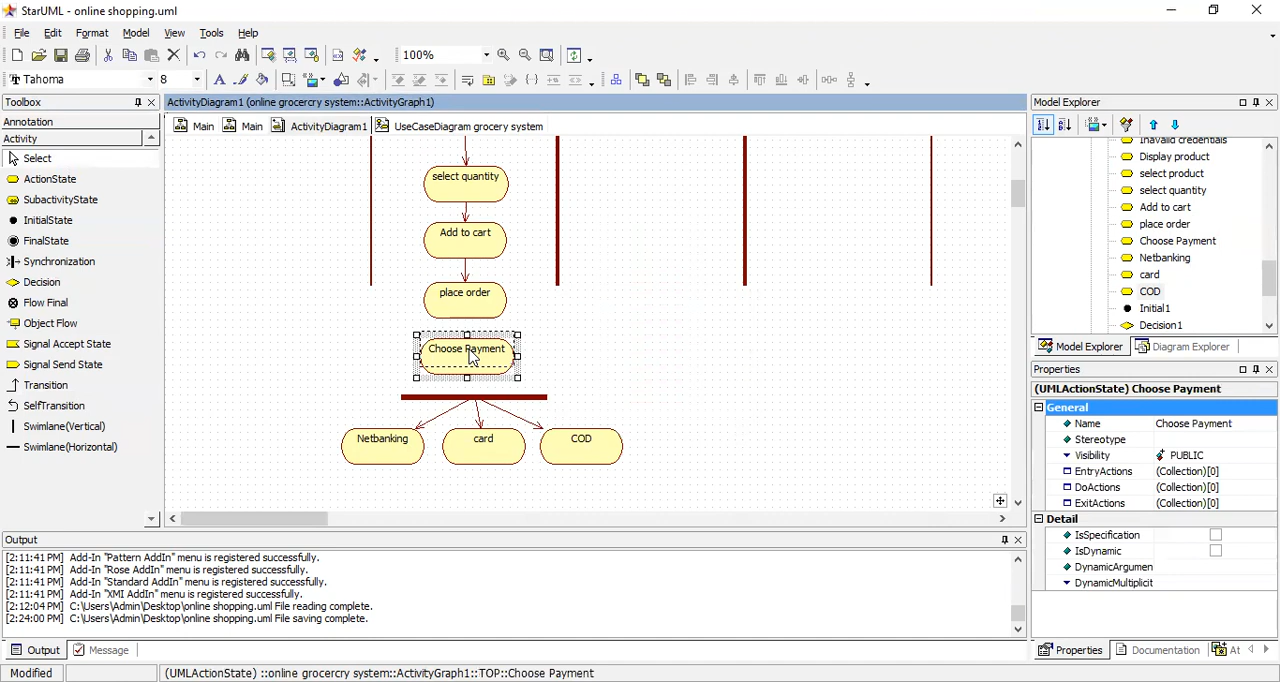 StarUML - online shopping.uml
File Edit Format Model View Tools Help
100%
Tahoma 8
Toolbox
Annotation
Activity
Select
ActionState
SubactivityState
InitialState
FinalState
Synchronization
Decision
Flow Final
Object Flow
Signal Accept State
Signal Send State
Transition
SelfTransition
Swimlane(Vertical)
Swimlane(Horizontal)
ActivityDiagram1 (online grocercry system::ActivityGraph1)
Main Main ActivityDiagram1 UseCaseDiagram grocery system
select quantity
Add to cart
place order
Choose Payment
Netbanking card COD
Model Explorer
Inavalid credentials
Display product
select product
select quantity
Add to cart
place order
Choose Payment
Netbanking
card
COD
Initial1
Decision1
Model Explorer Diagram Explorer
Properties
(UMLActionState) Choose Payment
General
Name Choose Payment
Stereotype
Visibility PUBLIC
EntryActions (Collection)[0]
DoActions (Collection)[0]
ExitActions (Collection)[0]
Detail
IsSpecification
IsDynamic
DynamicArgumen
DynamicMultiplicit
Properties Documentation At
Output
[2:11:41 PM] Add-In "Pattern AddIn" menu is registered successfully.
[2:11:41 PM] Add-In "Rose AddIn" menu is registered successfully.
[2:11:41 PM] Add-In "Standard AddIn" menu is registered successfully.
[2:11:41 PM] Add-In "XMI AddIn" menu is registered successfully.
[2:12:04 PM] C:\Users\Admin\Desktop\online shopping.uml File reading complete.
[2:24:00 PM] C:\Users\Admin\Desktop\online shopping.uml File saving complete.
Output Message
Modified (UMLActionState) ::online grocercry system::ActivityGraph1::TOP::Choose Payment